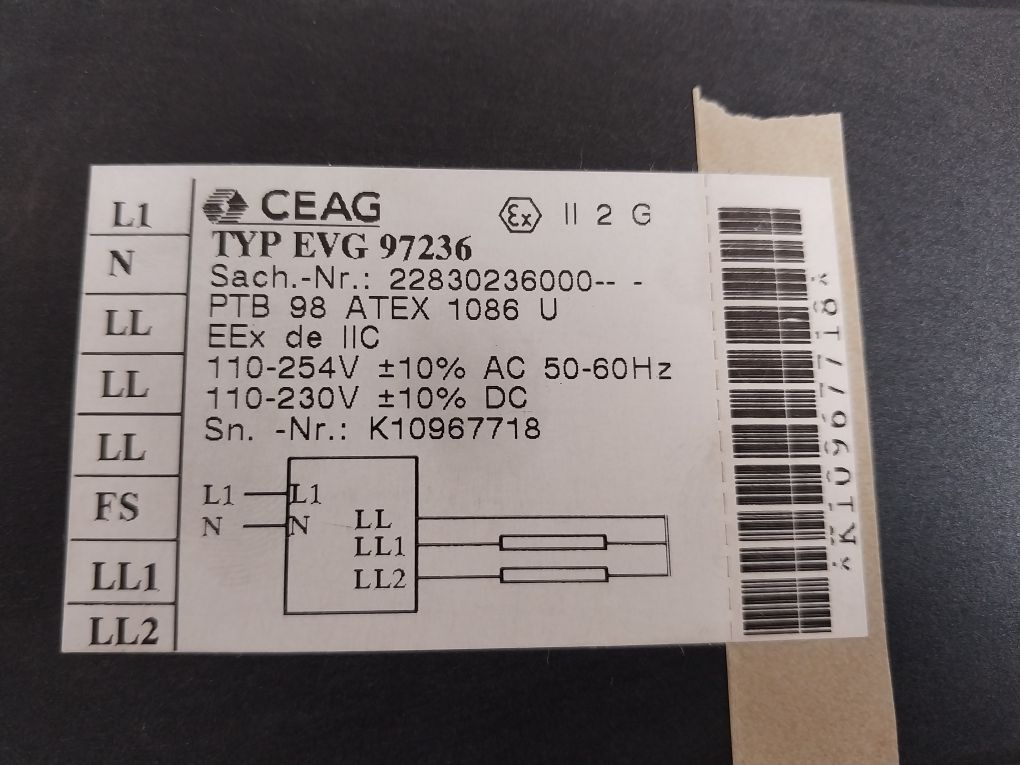 L1
N
LL
LL
LL
FS
LL1
LL2
CEAG
Ex II 2 G
TYP EVG 97236
Sach.-Nr.: 22830236000-- -
PTB 98 ATEX 1086 U
EEx de IIC
110-254V ±10% AC 50-60Hz
110-230V ±10% DC
Sn. -Nr.: K10967718
L1 L1
N N
LL
LL1
LL2
*K10967718*